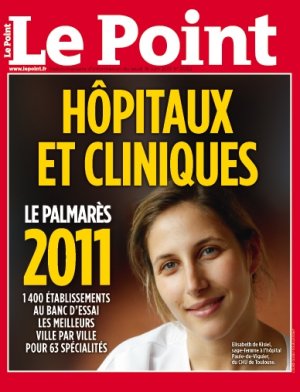 Le Point
Le Point
www.lepoint.fr
HÔPITAUX
ET CLINIQUES
LE PALMARÈS
2011
1 400 ÉTABLISSEMENTS
AU BANC D'ESSAI
LES MEILLEURS
VILLE PAR VILLE
POUR 63 SPÉCIALITÉS
Elisabeth de Kisiel,
sage-femme à l'hôpital
Paule-de-Viguier,
du CHU de Toulouse.